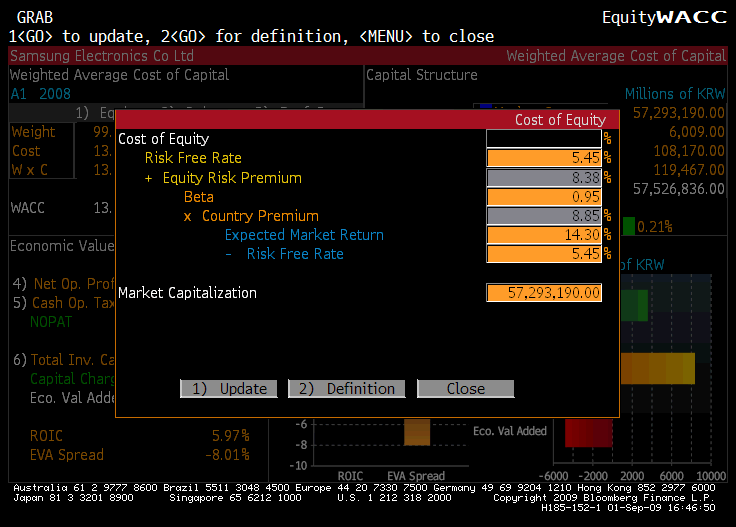 GRAB EquityWACC
1<GO> to update, 2<GO> for definition, <MENU> to close
Samsung Electronics Co Ltd Weighted Average Cost of Capital
Weighted Average Cost of Capital Capital Structure
A1 2008 Millions of KRW
1) 57,293,190.00
Weight 99. 6,009.00
Cost 13. 108,170.00
W x C 13. 119,467.00
57,526,836.00
WACC 13. 0.21%
Cost of Equity
Cost of Equity %
Risk Free Rate 5.45 %
+ Equity Risk Premium 8.38 %
Beta 0.95
x Country Premium 8.85 %
Expected Market Return 14.30 %
- Risk Free Rate 5.45 %
Market Capitalization 57,293,190.00
1) Update 2) Definition Close
Economic Value of KRW
4) Net Op. Prof
5) Cash Op. Tax
NOPAT
6) Total Inv. Ca
Capital Charg
Eco. Val Adde
ROIC 5.97%
EVA Spread -8.01%
-6
-8
-10
ROIC EVA Spread
Eco. Val Added
-6000 -4000 -2000 0 2000 4000 6000 8000 10000
Australia 61 2 9777 8600 Brazil 5511 3048 4500 Europe 44 20 7330 7500 Germany 49 69 9204 1210 Hong Kong 852 2977 6000
Japan 81 3 3201 8900 Singapore 65 6212 1000 U.S. 1 212 318 2000 Copyright 2009 Bloomberg Finance L.P.
H185-152-1 01-Sep-09 16:46:50